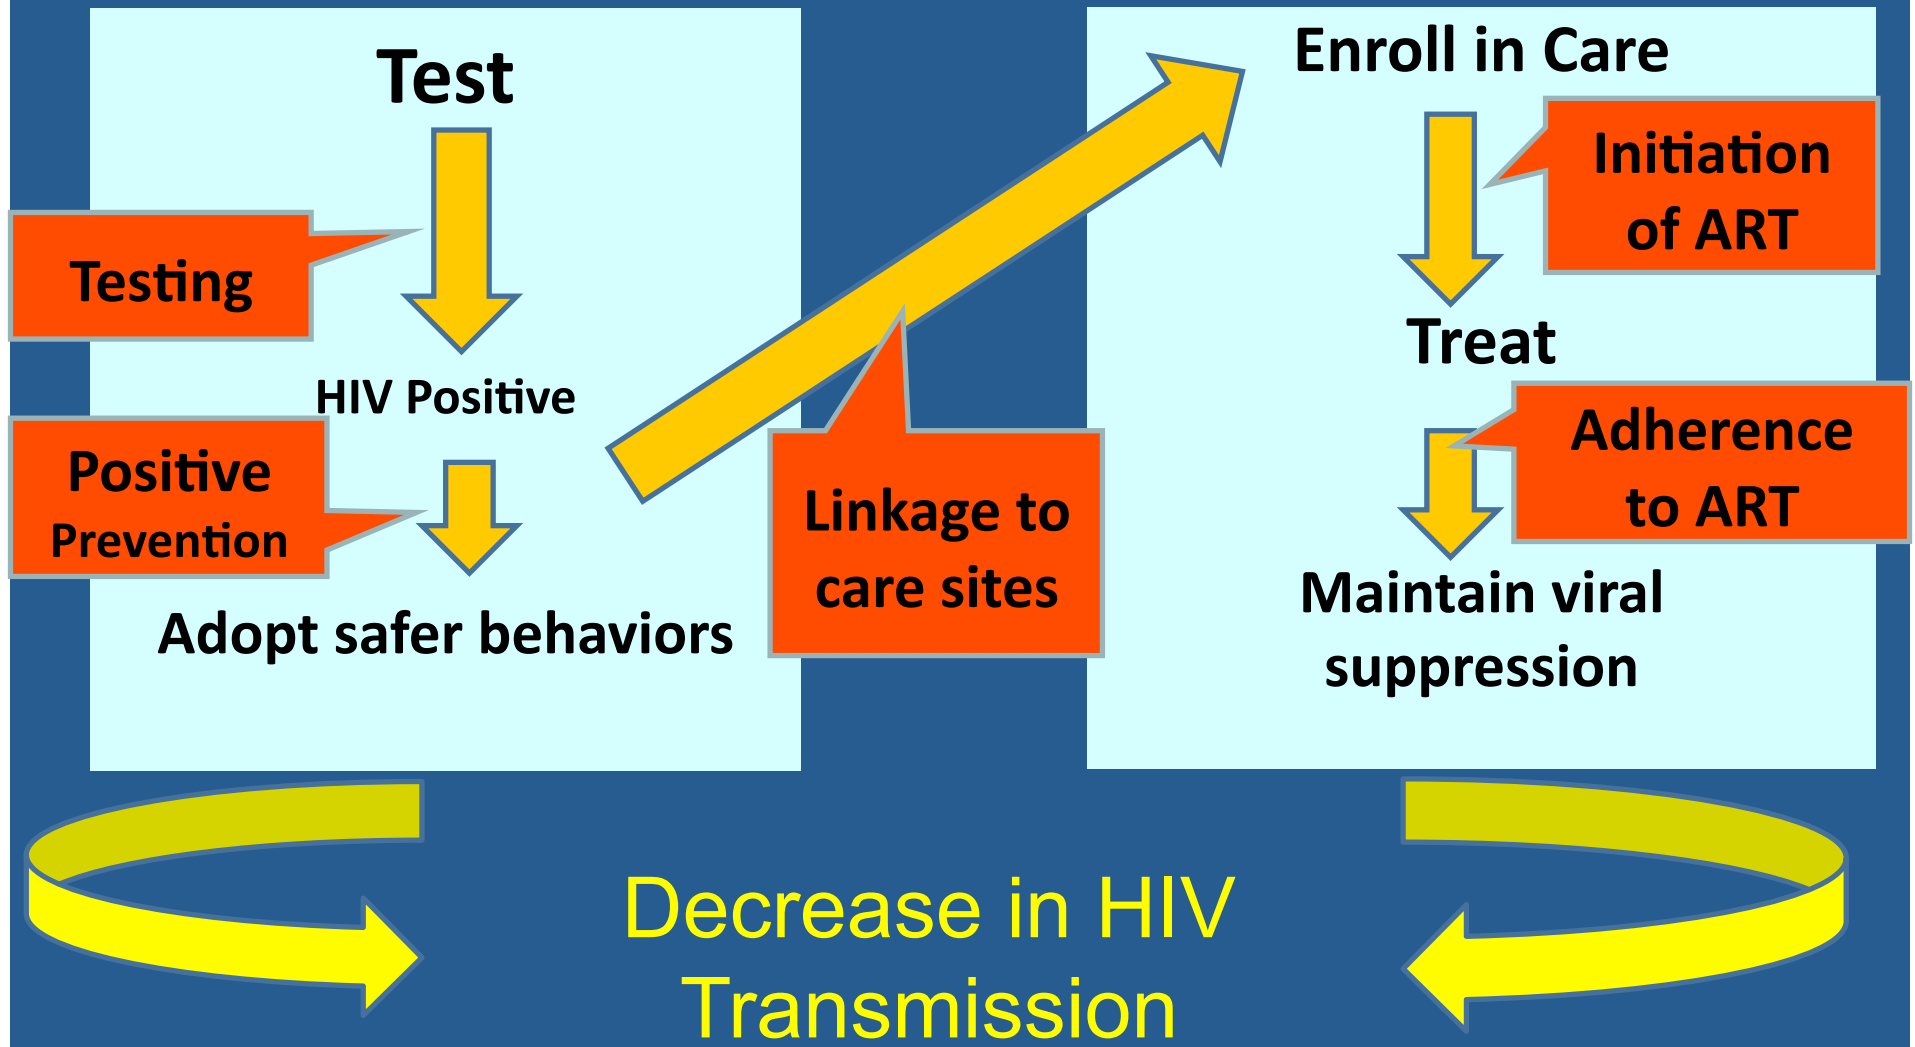 Test
Testing
HIV Positive
Positive
Prevention
Adopt safer behaviors
Linkage to
care sites
Enroll in Care
Initiation
of ART
Treat
Adherence
to ART
Maintain viral
suppression
Decrease in HIV
Transmission